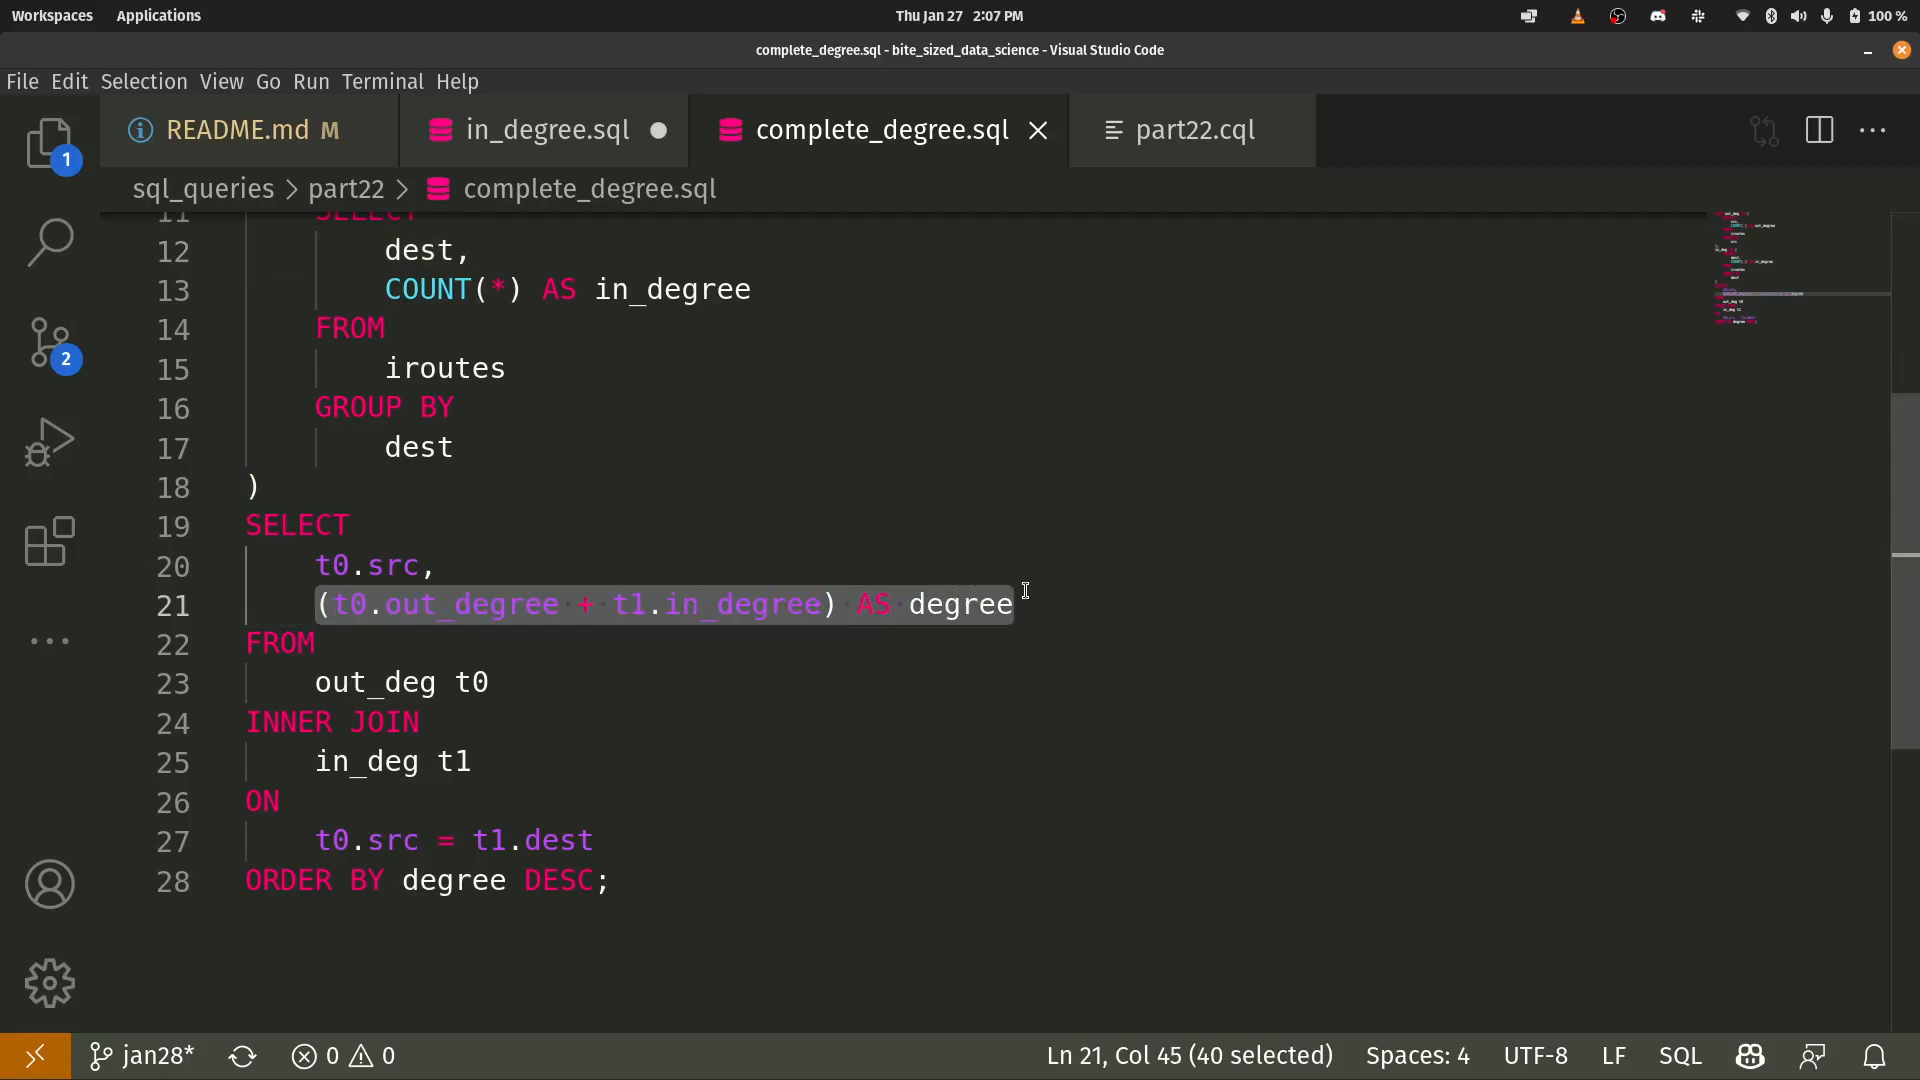 Workspaces Applications Thu Jan 27 2:07 PM 100 %
complete_degree.sql - bite_sized_data_science - Visual Studio Code
File Edit Selection View Go Run Terminal Help
README.md M in_degree.sql complete_degree.sql part22.cql
1
sql_queries > part22 > complete_degree.sql
11 SELECT
12 dest,
13 COUNT(*) AS in_degree
14 FROM
2
15 iroutes
16 GROUP BY
17 dest
18 )
19 SELECT
20 t0.src,
21 (t0.out_degree + t1.in_degree) AS degree
22 FROM
23 out_deg t0
24 INNER JOIN
25 in_deg t1
26 ON
27 t0.src = t1.dest
28 ORDER BY degree DESC;
jan28* 0 0 Ln 21, Col 45 (40 selected) Spaces: 4 UTF-8 LF SQL